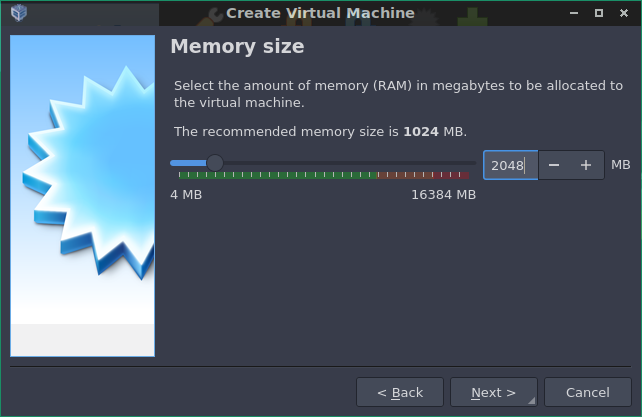 Create Virtual Machine
Memory size
Select the amount of memory (RAM) in megabytes to be allocated to
the virtual machine.
The recommended memory size is 1024 MB.
2048 − + MB
4 MB 16384 MB
< Back Next > Cancel